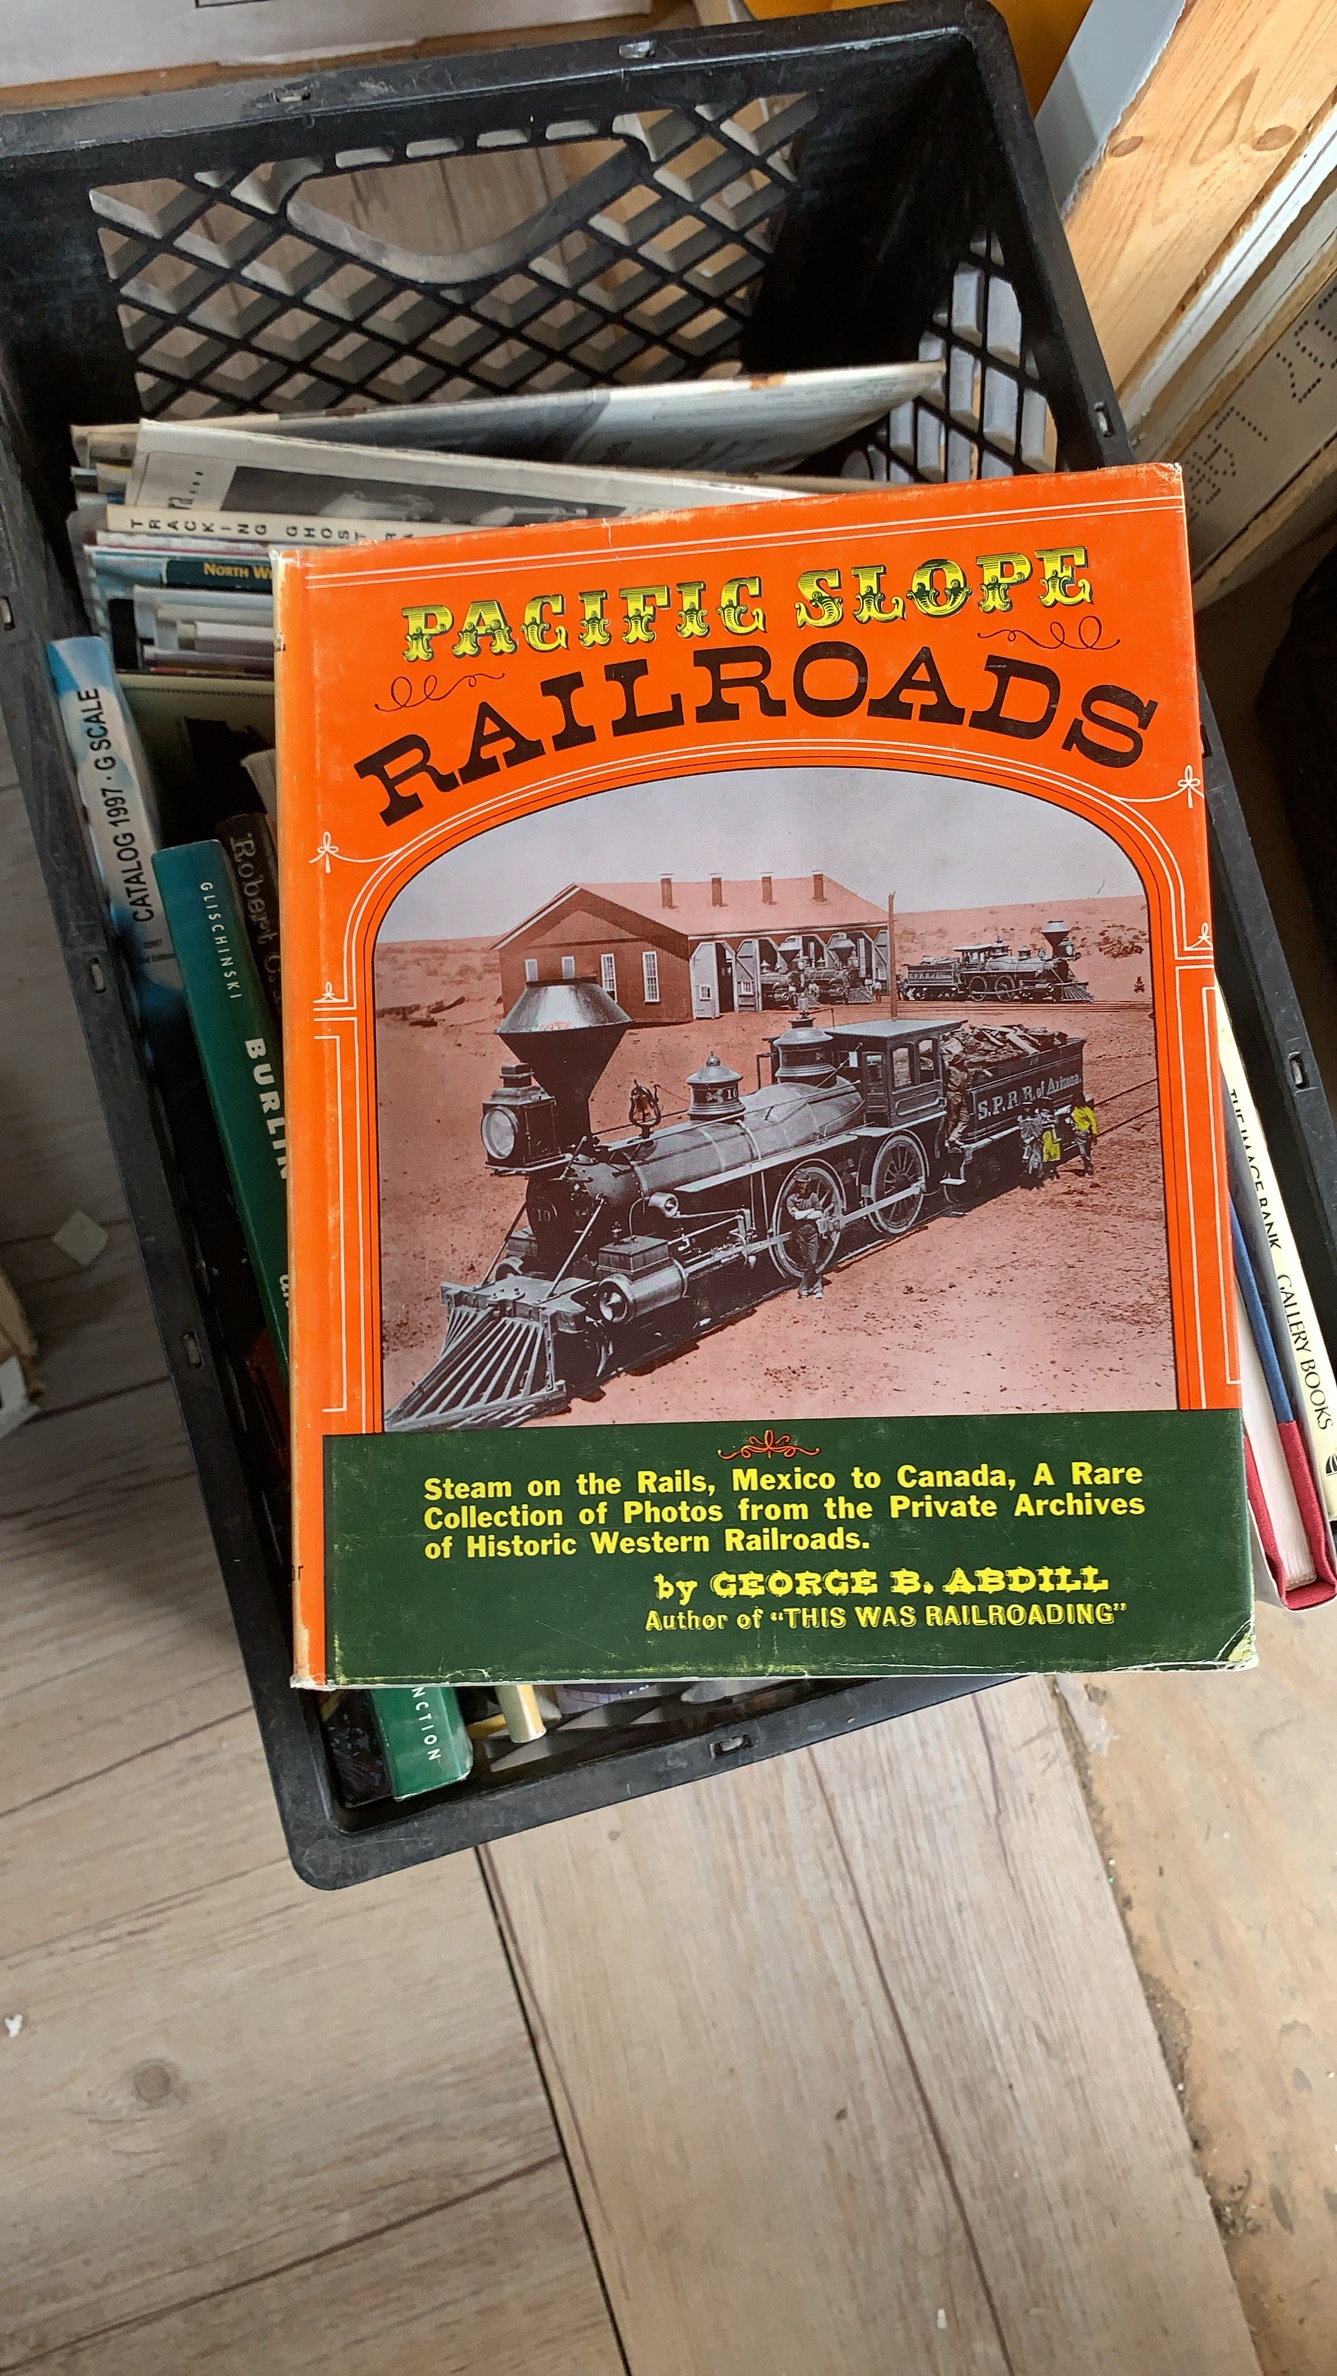 TRACKING GHOST
NORTH
CATALOG 1997 · G SCALE
GLISCHINSKI
Robert C.
PACIFIC SLOPE
RAILROADS
S.P.R.R. of Arizona
10
Steam on the Rails, Mexico to Canada, A Rare
Collection of Photos from the Private Archives
of Historic Western Railroads.
by GEORGE B. ABDILL
Author of "THIS WAS RAILROADING"
THE IMAGE BANK GALLERY BOOKS